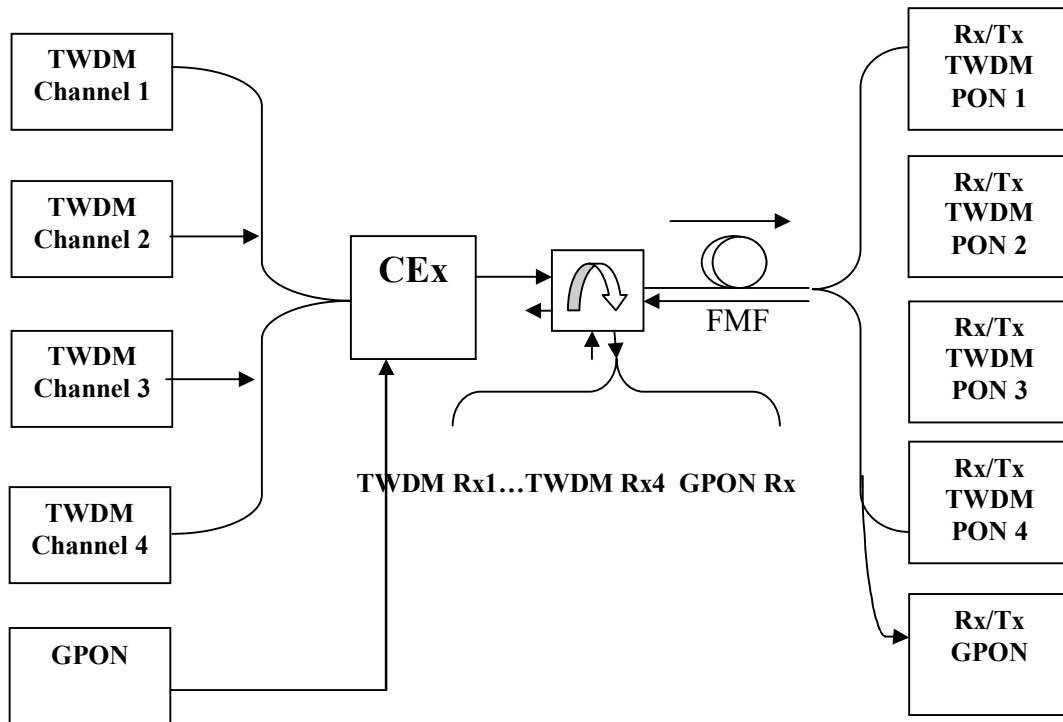 TWDM
Channel 1
TWDM
Channel 2
TWDM
Channel 3
TWDM
Channel 4
GPON
CEx
FMF
TWDM Rx1…TWDM Rx4 GPON Rx
Rx/Tx
TWDM
PON 1
Rx/Tx
TWDM
PON 2
Rx/Tx
TWDM
PON 3
Rx/Tx
TWDM
PON 4
Rx/Tx
GPON